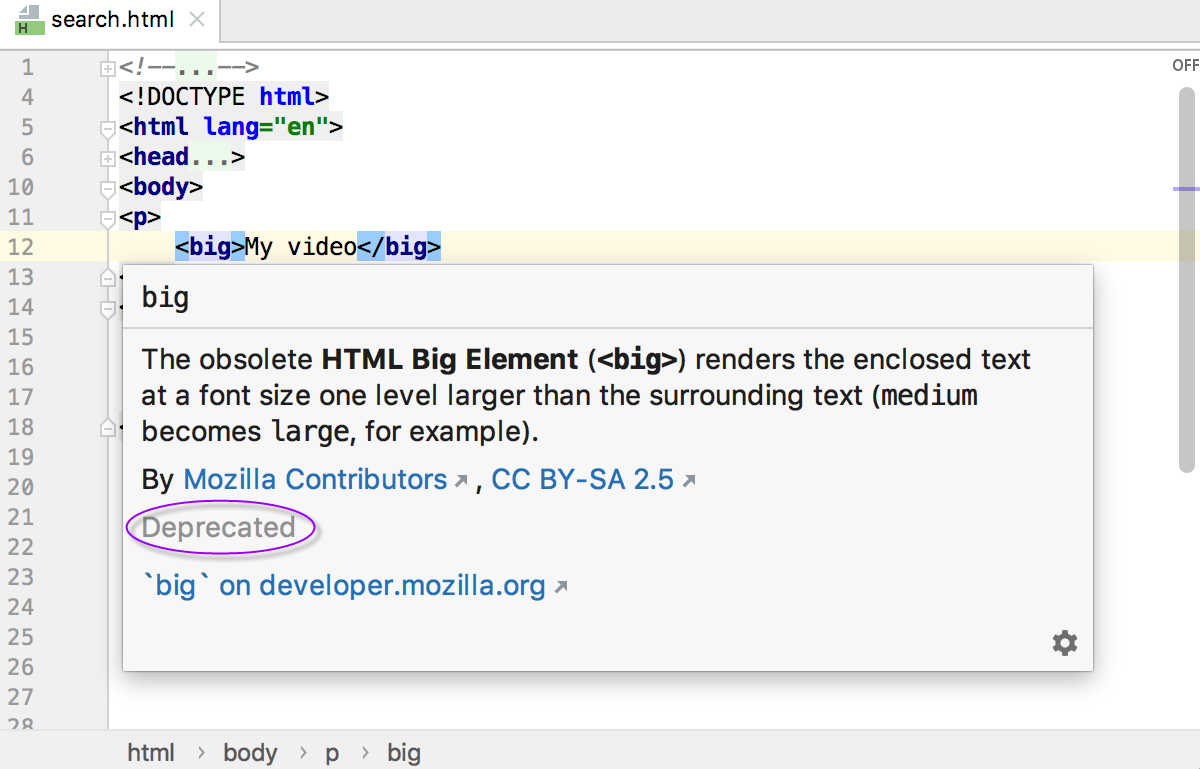 search.html
OFF
1 <!--...-->
4 <!DOCTYPE html>
5 <html lang="en">
6 <head...>
10 <body>
11 <p>
12 <big>My video</big>
13
14
15
16
17
18
19
20
21
22
23
24
25
26
27
28
big
The obsolete HTML Big Element (<big>) renders the enclosed text
at a font size one level larger than the surrounding text (medium
becomes large, for example).
By Mozilla Contributors , CC BY-SA 2.5
Deprecated
`big` on developer.mozilla.org
html › body › p › big